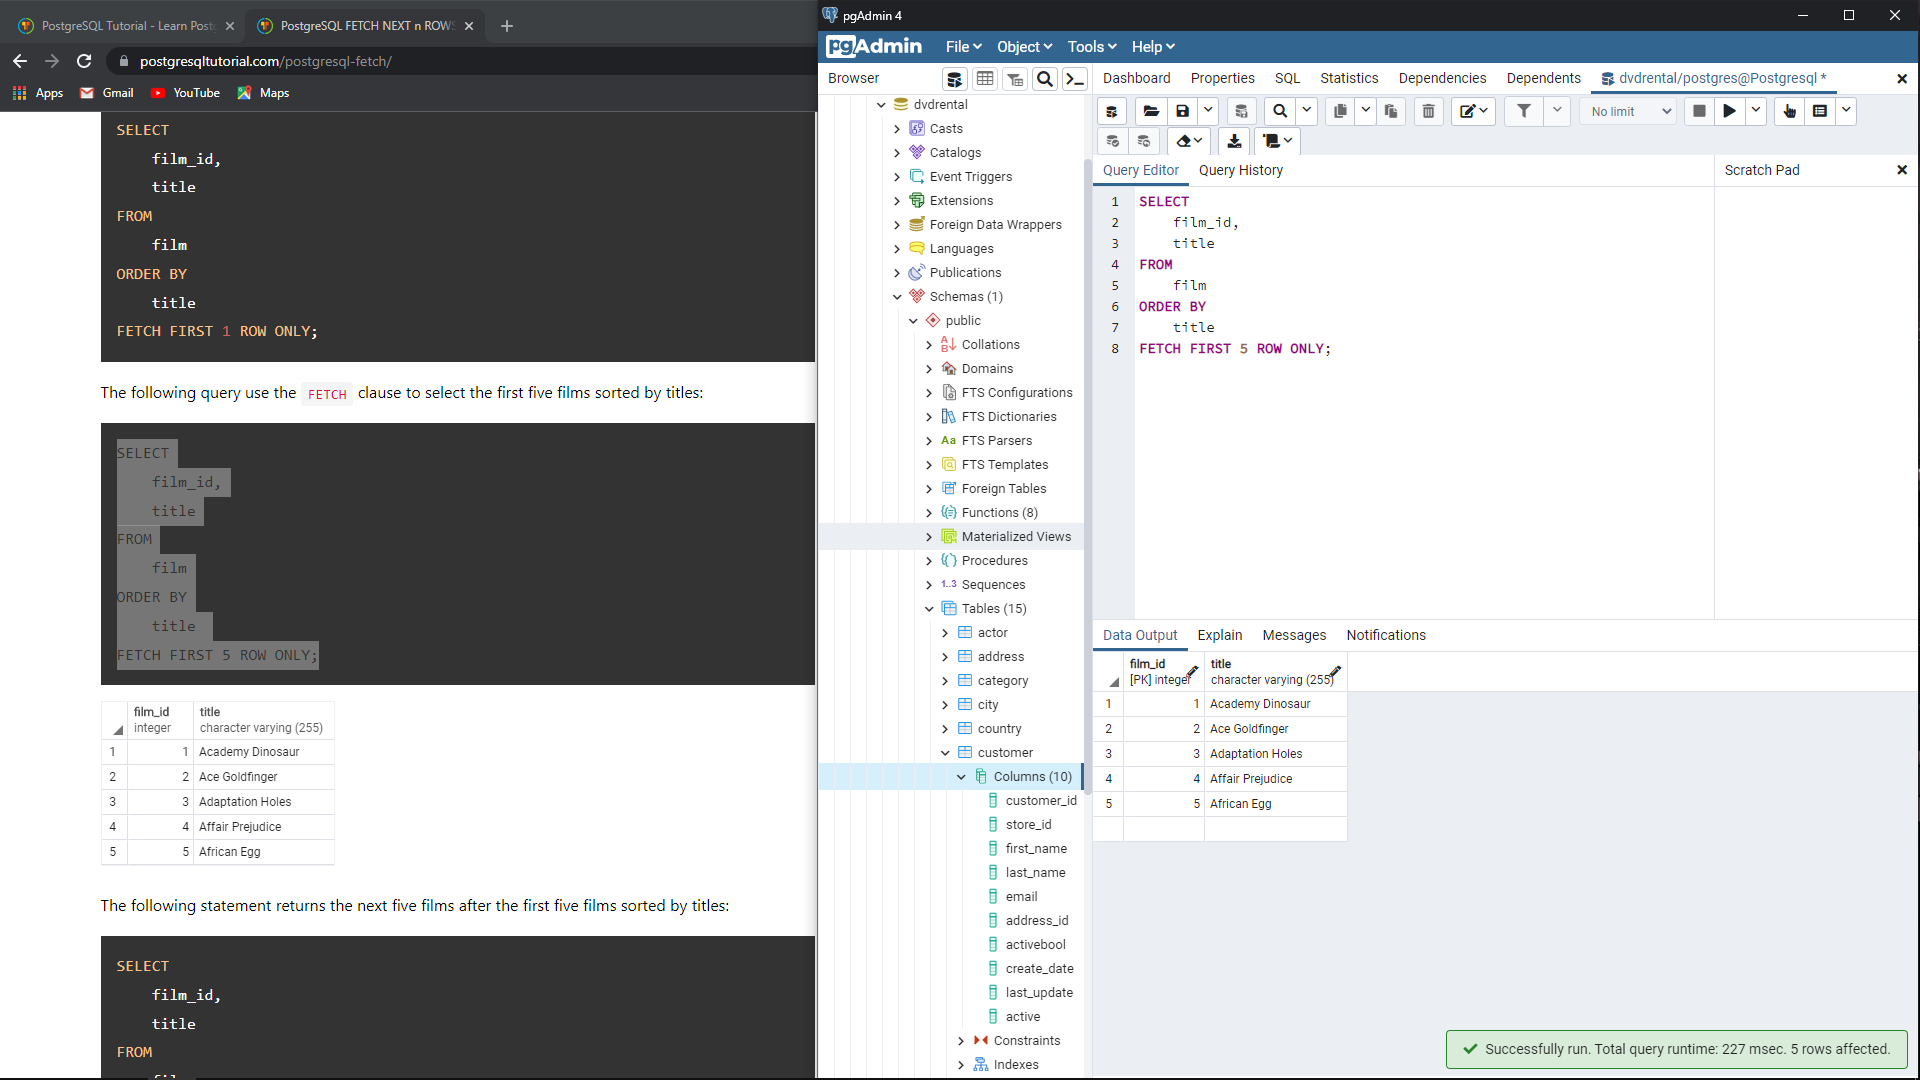 PostgreSQL Tutorial - Learn Post
PostgreSQL FETCH NEXT n ROWS
postgresqltutorial.com/postgresql-fetch/
Apps
Gmail
YouTube
Maps
SELECT
film_id,
title
FROM
film
ORDER BY
title
FETCH FIRST 1 ROW ONLY;
The following query use the FETCH clause to select the first five films sorted by titles:
SELECT
film_id,
title
FROM
film
ORDER BY
title
FETCH FIRST 5 ROW ONLY;
film_id title
integer character varying (255)
1 1 Academy Dinosaur
2 2 Ace Goldfinger
3 3 Adaptation Holes
4 4 Affair Prejudice
5 5 African Egg
The following statement returns the next five films after the first five films sorted by titles:
SELECT
film_id,
title
FROM
pgAdmin 4
pgAdmin File Object Tools Help
Browser
dvdrental
Casts
Catalogs
Event Triggers
Extensions
Foreign Data Wrappers
Languages
Publications
Schemas (1)
public
Collations
Domains
FTS Configurations
FTS Dictionaries
Aa FTS Parsers
FTS Templates
Foreign Tables
Functions (8)
Materialized Views
Procedures
1..3 Sequences
Tables (15)
actor
address
category
city
country
customer
Columns (10)
customer_id
store_id
first_name
last_name
email
address_id
activebool
create_date
last_update
active
Constraints
Indexes
Dashboard Properties SQL Statistics Dependencies Dependents dvdrental/postgres@Postgresql *
No limit
Query Editor Query History
Scratch Pad
1 SELECT
2 film_id,
3 title
4 FROM
5 film
6 ORDER BY
7 title
8 FETCH FIRST 5 ROW ONLY;
Data Output Explain Messages Notifications
film_id title
[PK] integer character varying (255)
1 1 Academy Dinosaur
2 2 Ace Goldfinger
3 3 Adaptation Holes
4 4 Affair Prejudice
5 5 African Egg
Successfully run. Total query runtime: 227 msec. 5 rows affected.